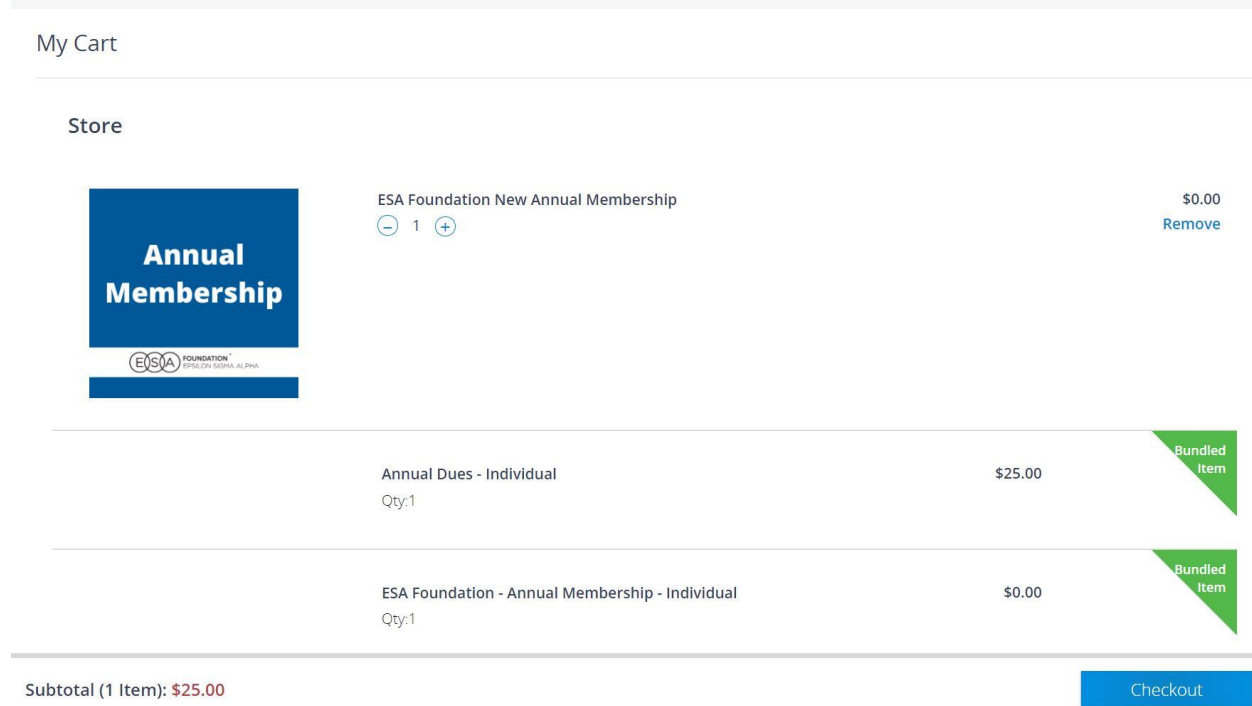 My Cart
Store
Annual
Membership
ESA FOUNDATION™
EPSILON SIGMA ALPHA
ESA Foundation New Annual Membership
− 1 +
$0.00
Remove
Annual Dues - Individual
Qty:1
$25.00
Bundled
Item
ESA Foundation - Annual Membership - Individual
Qty:1
$0.00
Bundled
Item
Subtotal (1 Item): $25.00
Checkout